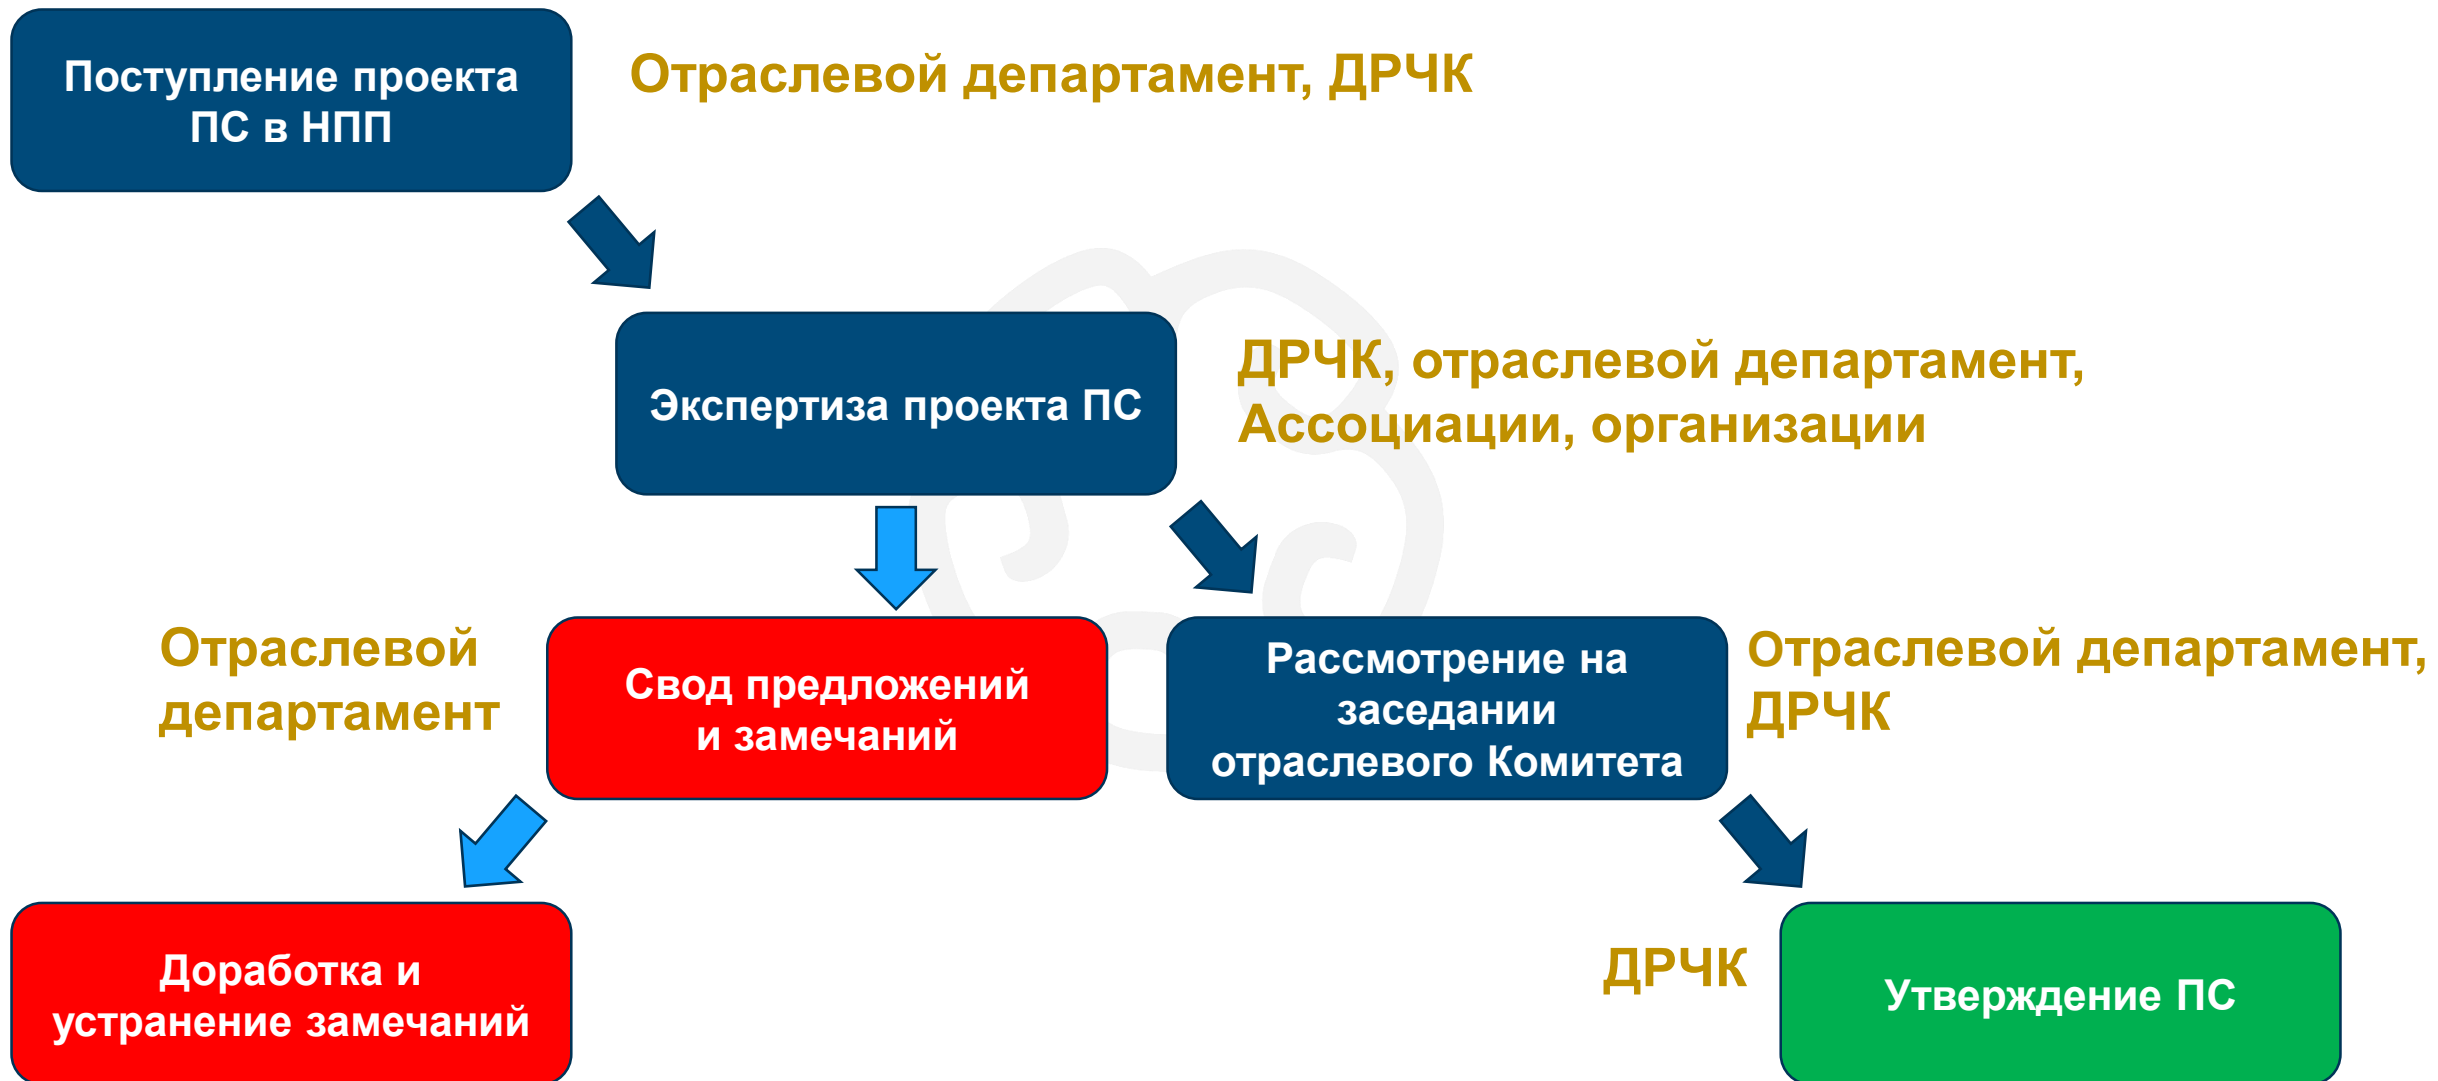 Поступление проекта
ПС в НПП
Отраслевой департамент, ДРЧК
Экспертиза проекта ПС
ДРЧК, отраслевой департамент,
Ассоциации, организации
Отраслевой
департамент
Свод предложений
и замечаний
Рассмотрение на
заседании
отраслевого Комитета
Отраслевой департамент,
ДРЧК
Доработка и
устранение замечаний
ДРЧК
Утверждение ПС